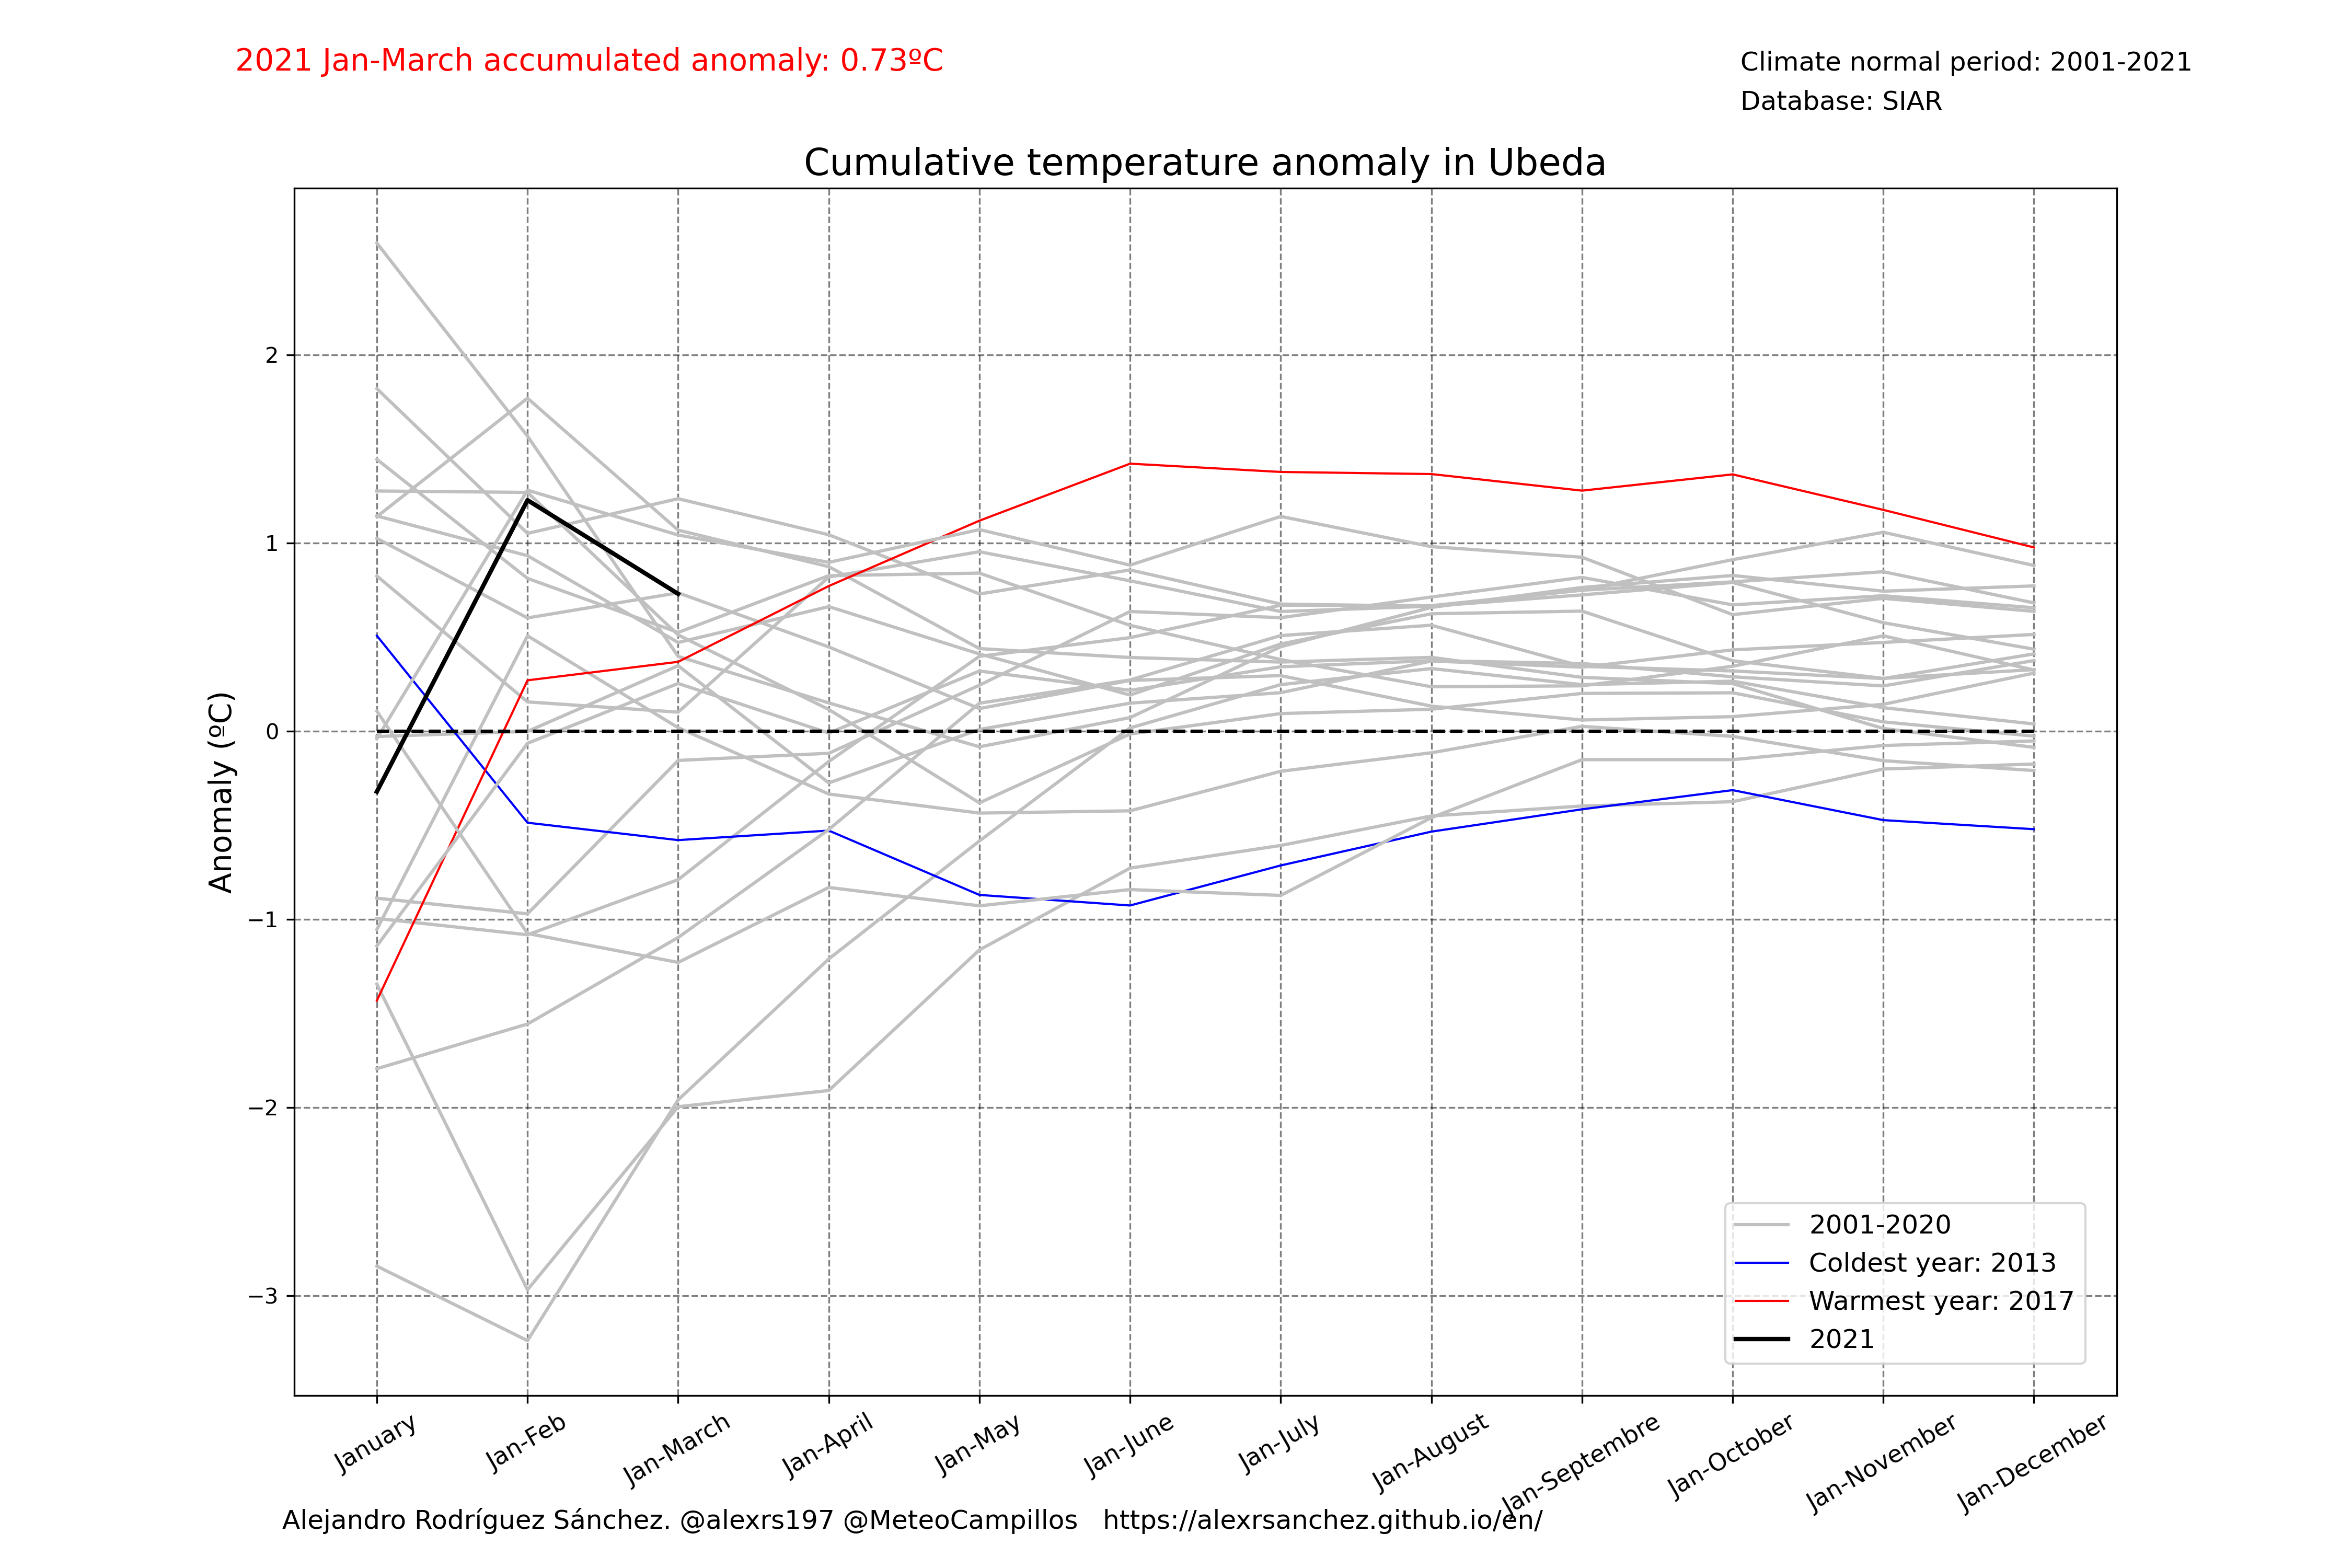 2021 Jan-March accumulated anomaly: 0.73ºC
Climate normal period: 2001-2021
Database: SIAR
Cumulative temperature anomaly in Ubeda
Anomaly (ºC)
2
1
0
−1
−2
−3
2001-2020
Coldest year: 2013
Warmest year: 2017
2021
January
Jan-Feb
Jan-March
Jan-April
Jan-May
Jan-June
Jan-July
Jan-August
Jan-Septembre
Jan-October
Jan-November
Jan-December
Alejandro Rodríguez Sánchez. @alexrs197 @MeteoCampillos https://alexrsanchez.github.io/en/